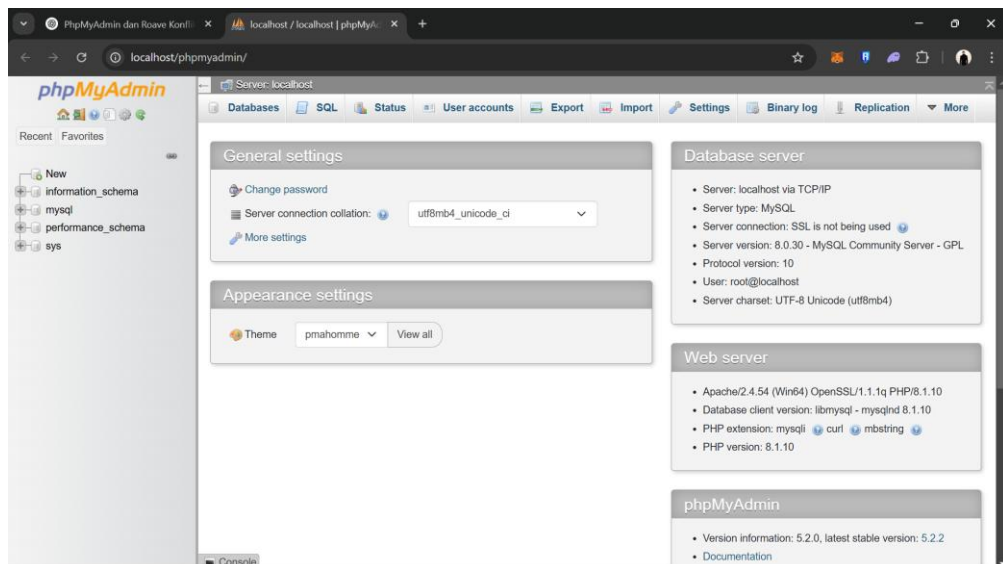 PhpMyAdmin dan Roave Konfli
localhost / localhost | phpMyAd
localhost/phpmyadmin/
phpMyAdmin
Recent Favorites
New
information_schema
mysql
performance_schema
sys
Server: localhost
Databases SQL Status User accounts Export Import Settings Binary log Replication More
General settings
Change password
Server connection collation: utf8mb4_unicode_ci
More settings
Appearance settings
Theme pmahomme View all
Database server
• Server: localhost via TCP/IP
• Server type: MySQL
• Server connection: SSL is not being used
• Server version: 8.0.30 - MySQL Community Server - GPL
• Protocol version: 10
• User: root@localhost
• Server charset: UTF-8 Unicode (utf8mb4)
Web server
• Apache/2.4.54 (Win64) OpenSSL/1.1.1q PHP/8.1.10
• Database client version: libmysql - mysqlnd 8.1.10
• PHP extension: mysqli curl mbstring
• PHP version: 8.1.10
phpMyAdmin
• Version information: 5.2.0, latest stable version: 5.2.2
• Documentation
Console